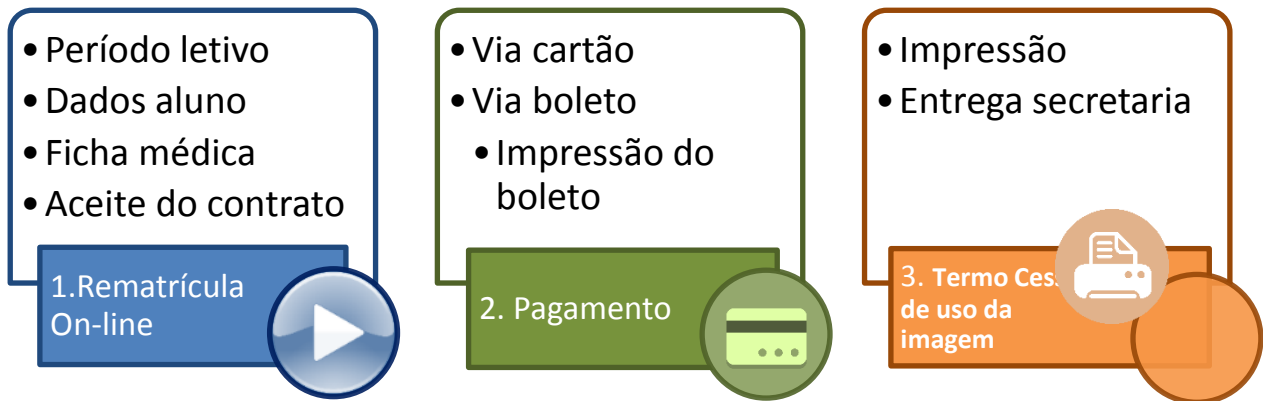 • Período letivo
• Dados aluno
• Ficha médica
• Aceite do contrato
1.Rematrícula
On-line
• Via cartão
• Via boleto
• Impressão do
boleto
2. Pagamento
• Impressão
• Entrega secretaria
3. Termo Ces
de uso da
imagem